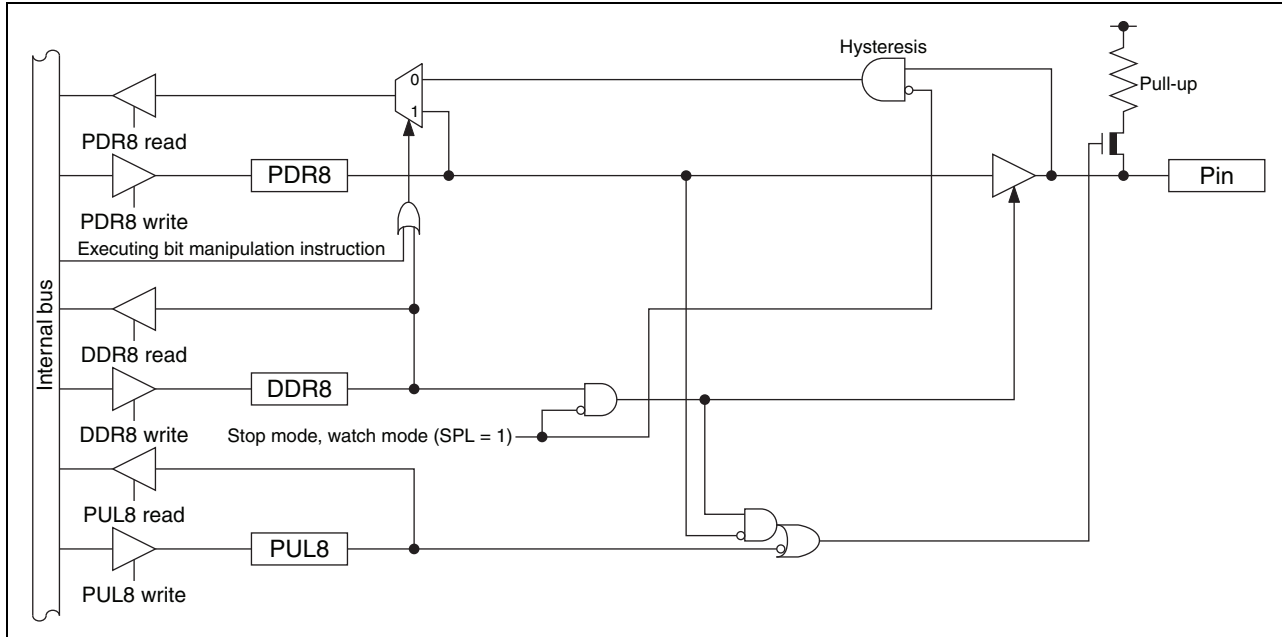 Hysteresis
0
Pull-up
1
PDR8 read
PDR8
Pin
PDR8 write
Executing bit manipulation instruction
Internal bus
DDR8 read
DDR8
DDR8 write
Stop mode, watch mode (SPL = 1)
PUL8 read
PUL8
PUL8 write